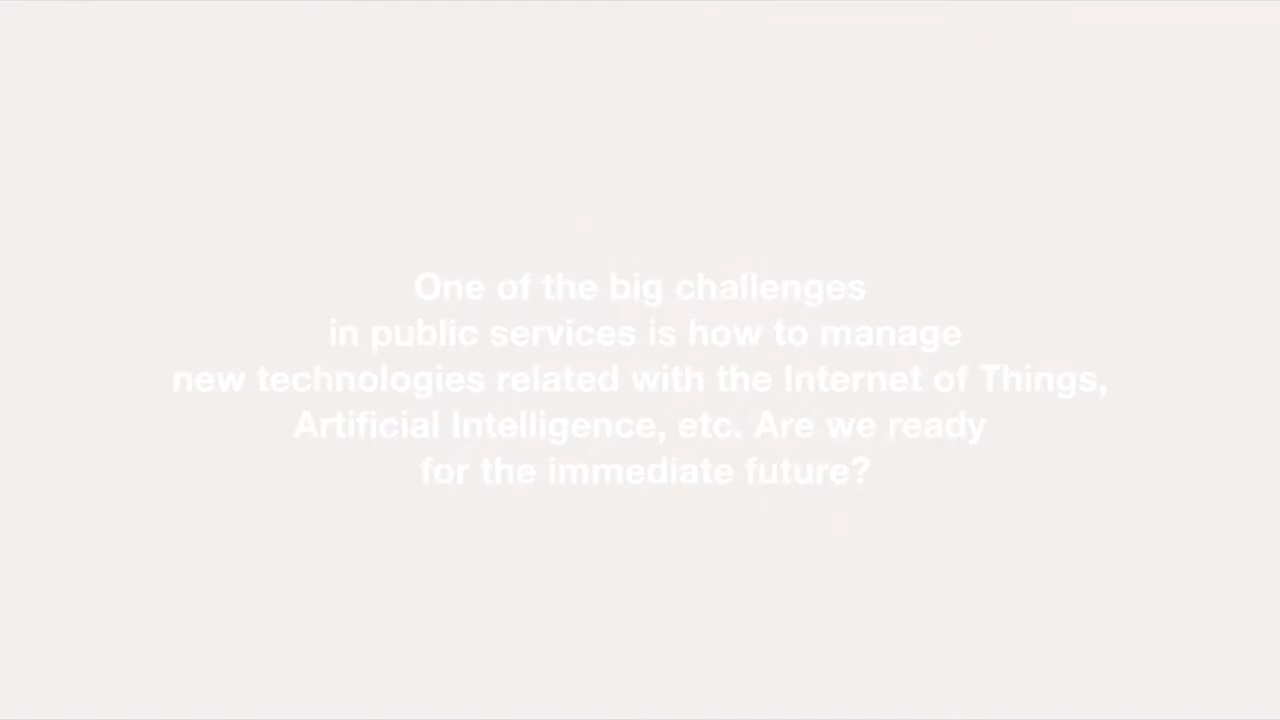 One of the big challenges
in public services is how to manage
new technologies related with the Internet of Things,
Artificial Intelligence, etc. Are we ready
for the immediate future?